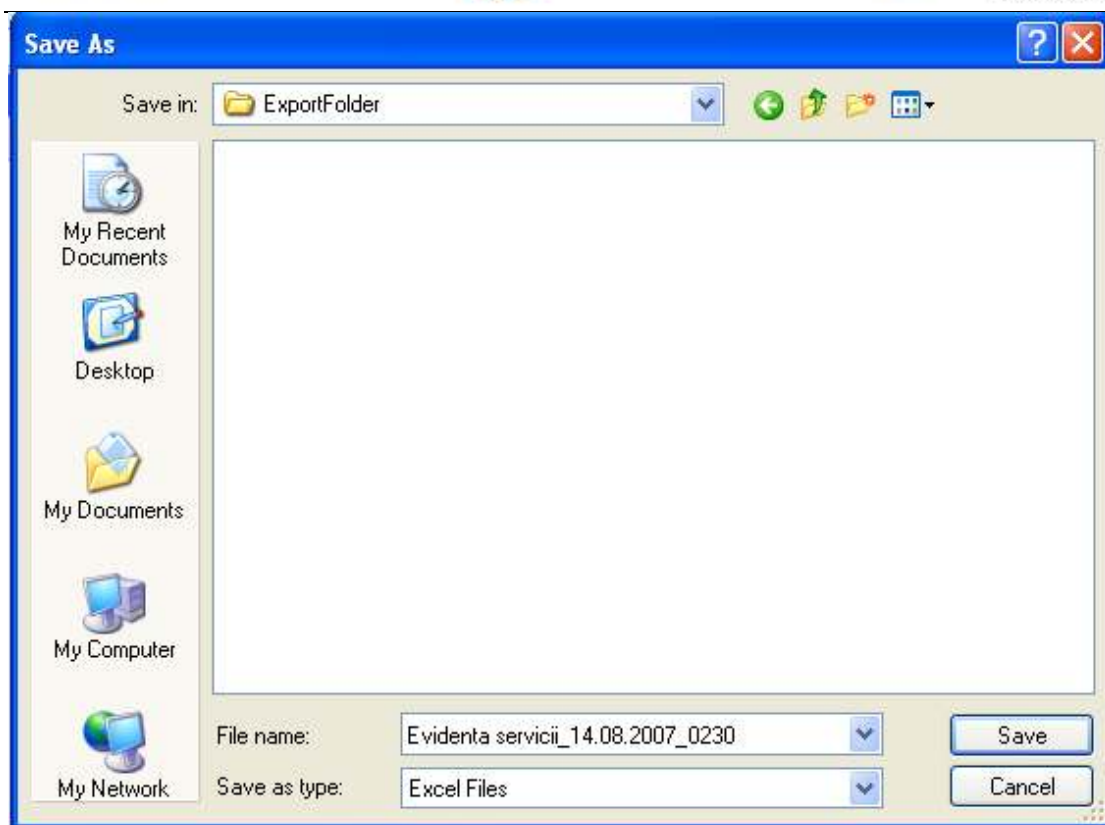 Save As
Save in:
ExportFolder
My Recent
Documents
Desktop
My Documents
My Computer
My Network
File name:
Evidenta servicii_14.08.2007_0230
Save
Save as type:
Excel Files
Cancel